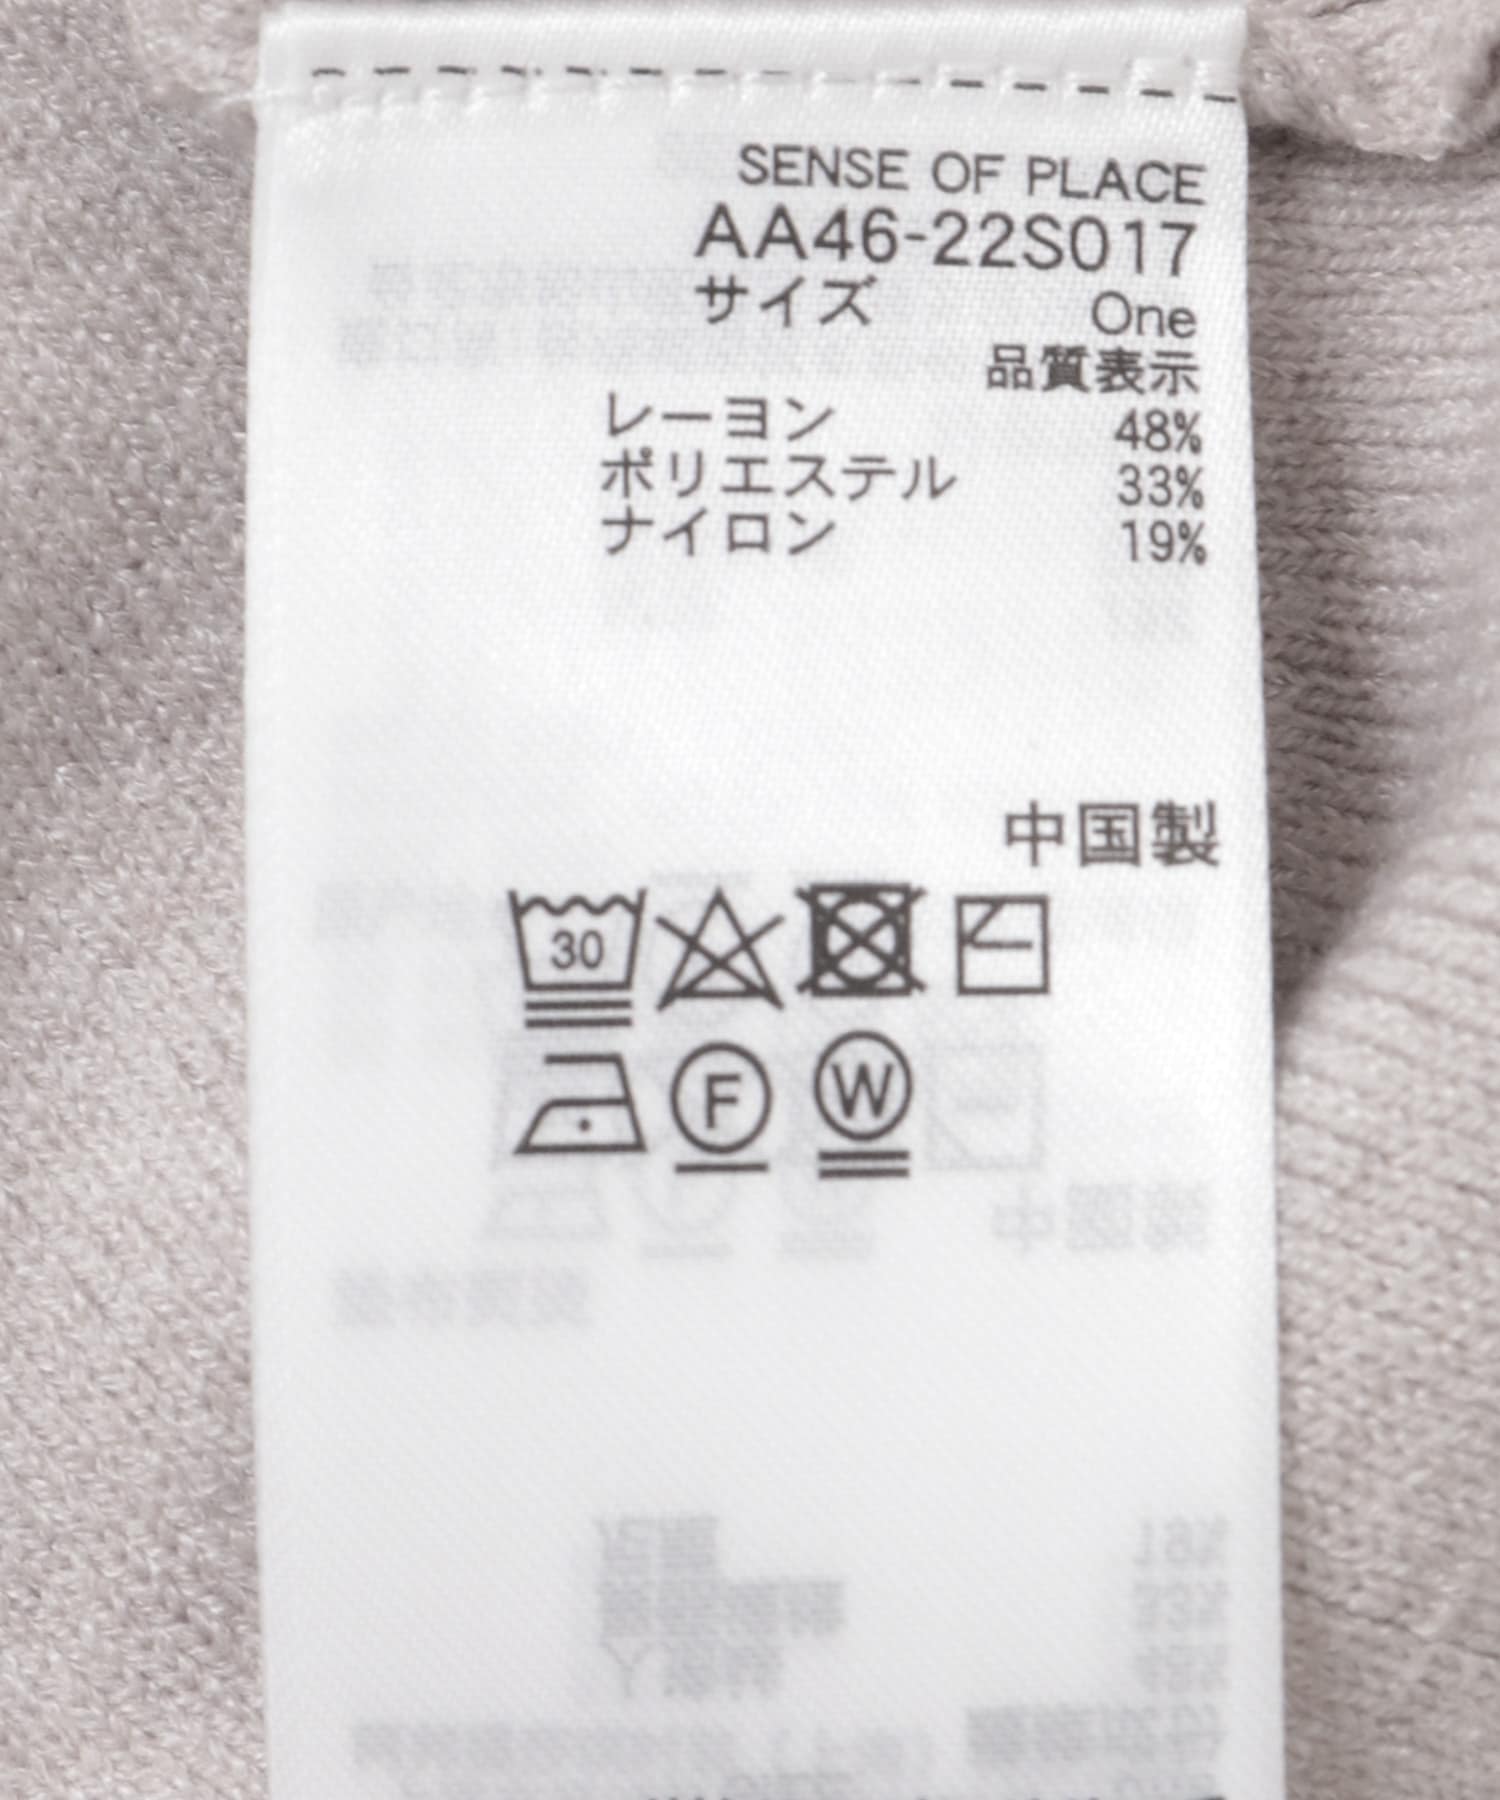 SENSE OF PLACE
AA46-22S017
サイズ One
品質表示
レーヨン 48%
ポリエステル 33%
ナイロン 19%
中国製
30
F W